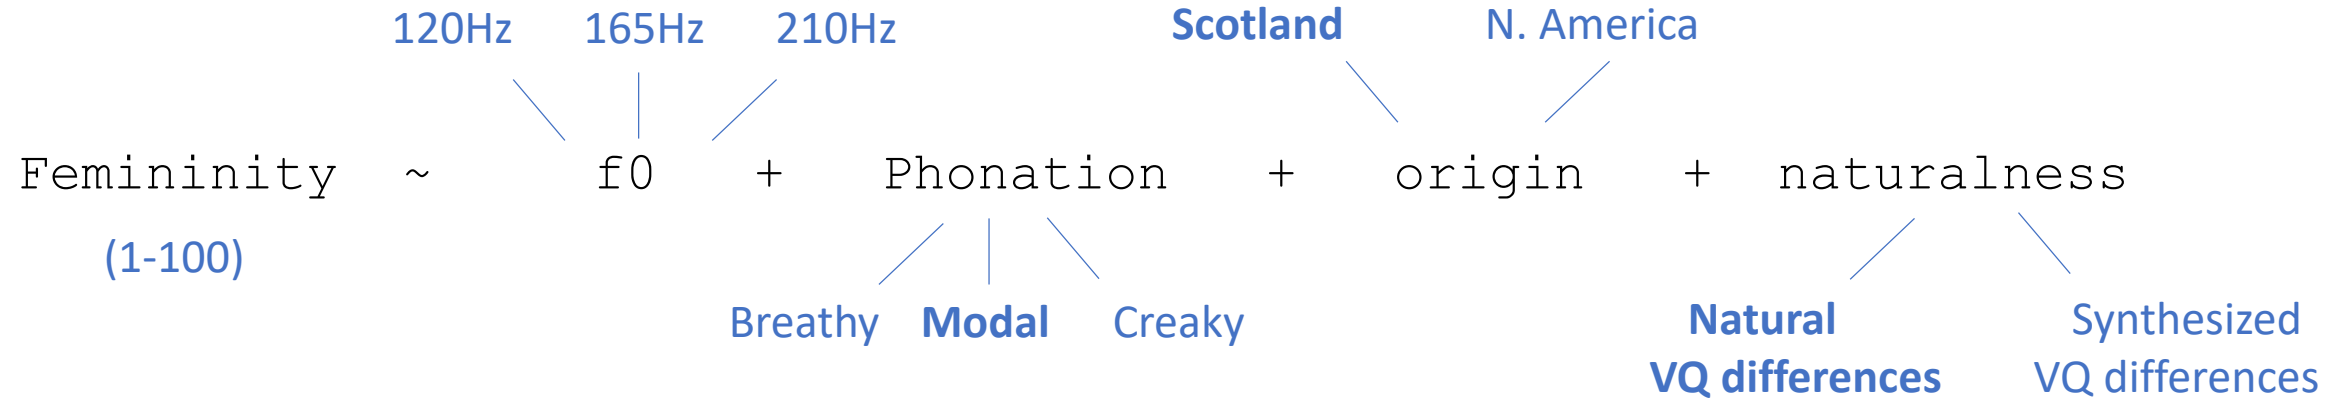 120Hz 165Hz 210Hz Scotland N. America
Femininity ~ f0 + Phonation + origin + naturalness
(1-100)
Breathy Modal Creaky Natural Synthesized
VQ differences VQ differences